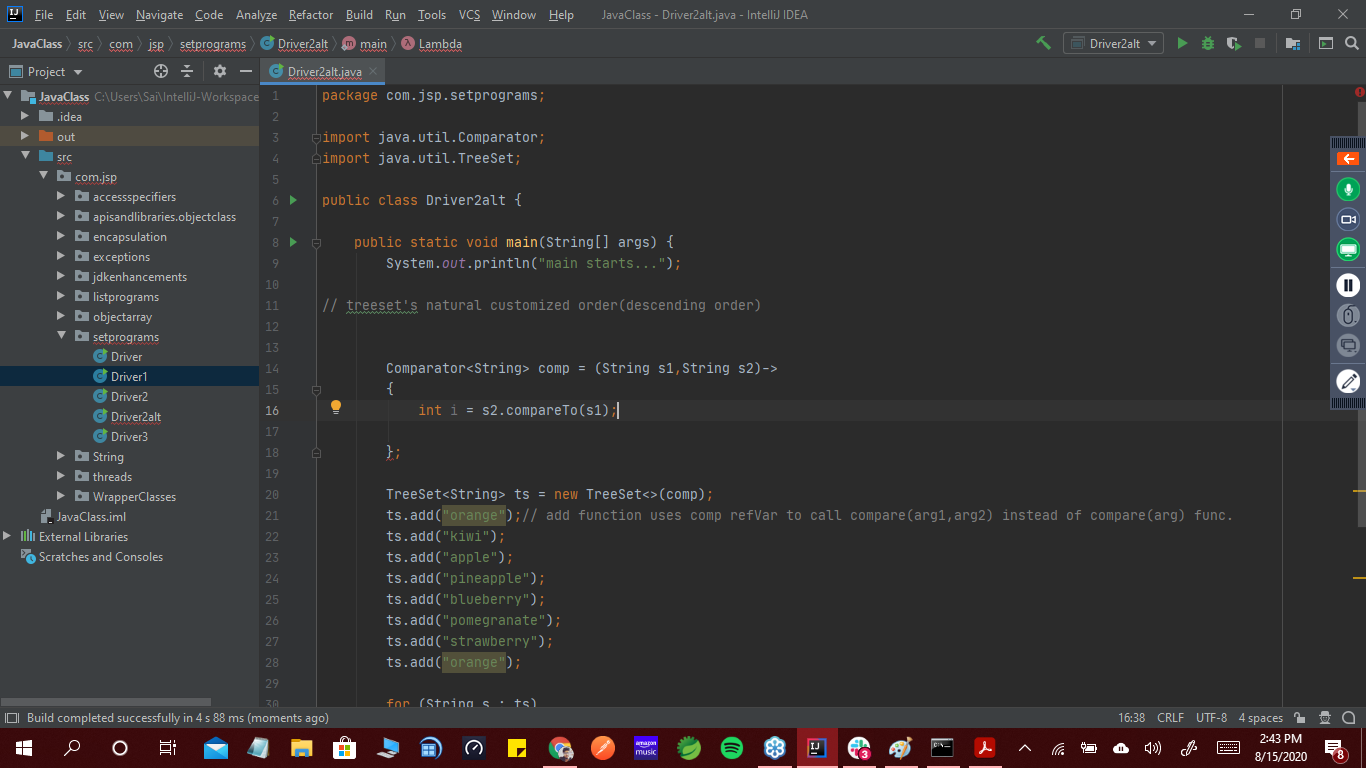 File Edit View Navigate Code Analyze Refactor Build Run Tools VCS Window Help JavaClass - Driver2alt.java - IntelliJ IDEA
JavaClass src com jsp setprograms Driver2alt main Lambda Driver2alt
Project
Driver2alt.java
JavaClass C:\Users\Sai\IntelliJ-Workspace
.idea
out
src
com.jsp
accessspecifiers
apisandlibraries.objectclass
encapsulation
exceptions
jdkenhancements
listprograms
objectarray
setprograms
Driver
Driver1
Driver2
Driver2alt
Driver3
String
threads
WrapperClasses
JavaClass.iml
External Libraries
Scratches and Consoles
1 package com.jsp.setprograms;
2
3 import java.util.Comparator;
4 import java.util.TreeSet;
5
6 public class Driver2alt {
7
8 public static void main(String[] args) {
9 System.out.println("main starts...");
10
11 // treeset's natural customized order(descending order)
12
13
14 Comparator<String> comp = (String s1,String s2)->
15 {
16 int i = s2.compareTo(s1);
17
18 };
19
20 TreeSet<String> ts = new TreeSet<>(comp);
21 ts.add("orange");// add function uses comp refVar to call compare(arg1,arg2) instead of compare(arg) func.
22 ts.add("kiwi");
23 ts.add("apple");
24 ts.add("pineapple");
25 ts.add("blueberry");
26 ts.add("pomegranate");
27 ts.add("strawberry");
28 ts.add("orange");
29
30 for (String s : ts)
Build completed successfully in 4 s 88 ms (moments ago) 16:38 CRLF UTF-8 4 spaces
amazon music
3
2:43 PM
8/15/2020
8